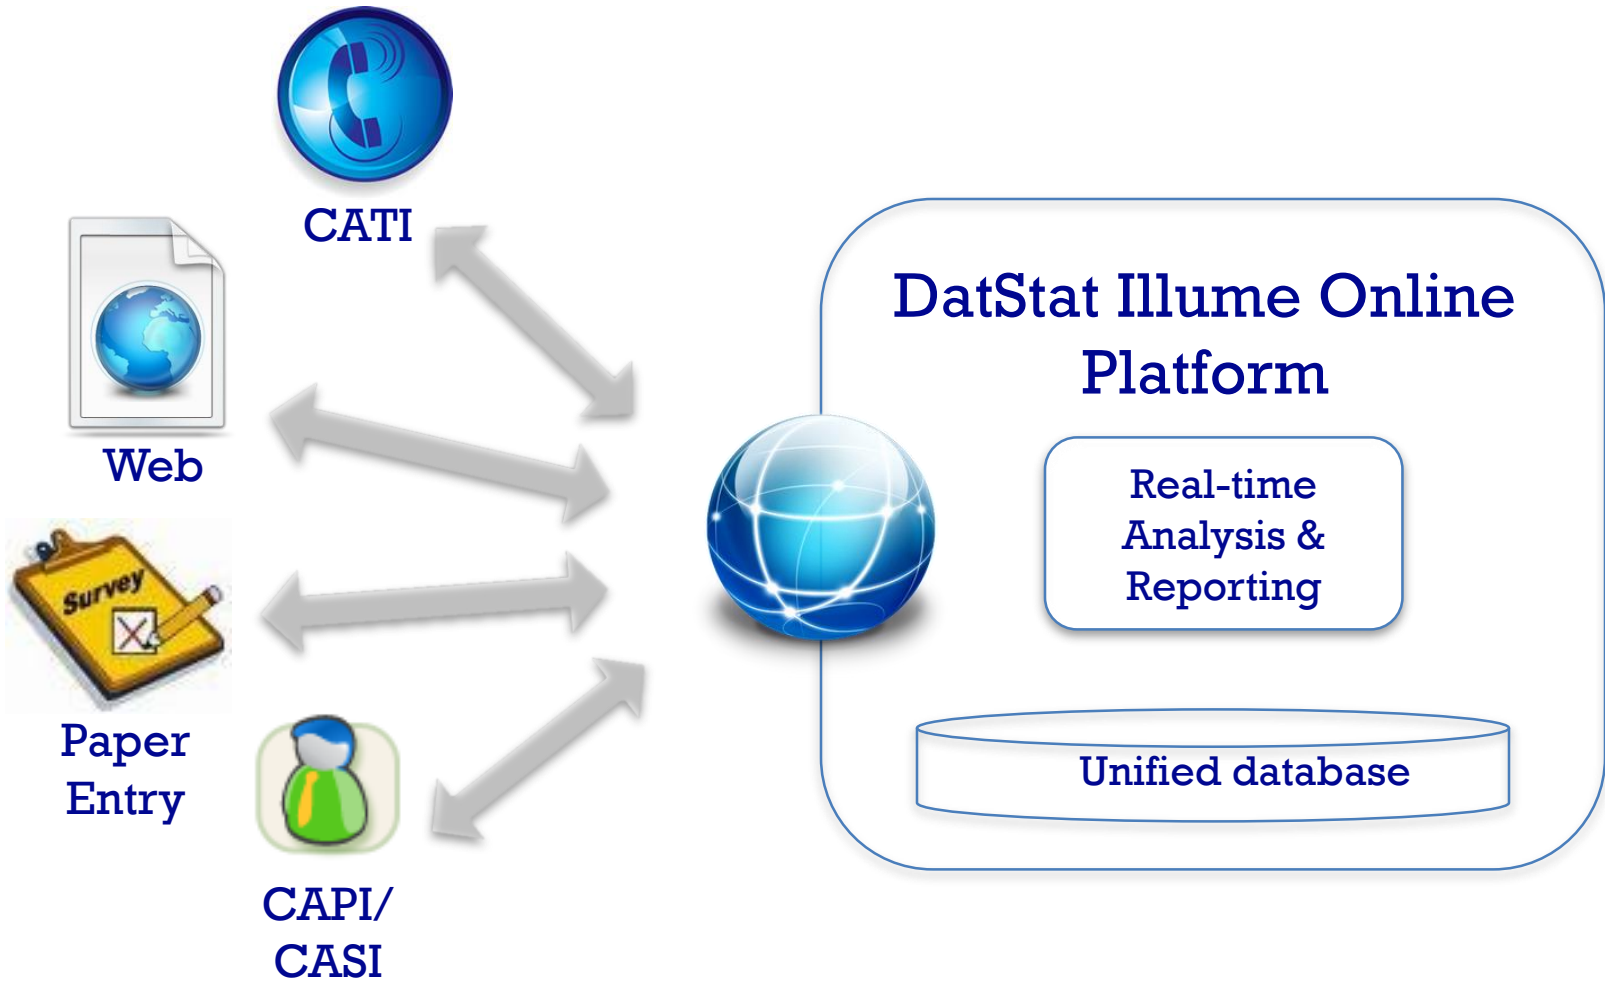 CATI
Web
Survey
Paper
Entry
CAPI/
CASI
DatStat Illume Online
Platform
Real-time
Analysis &
Reporting
Unified database